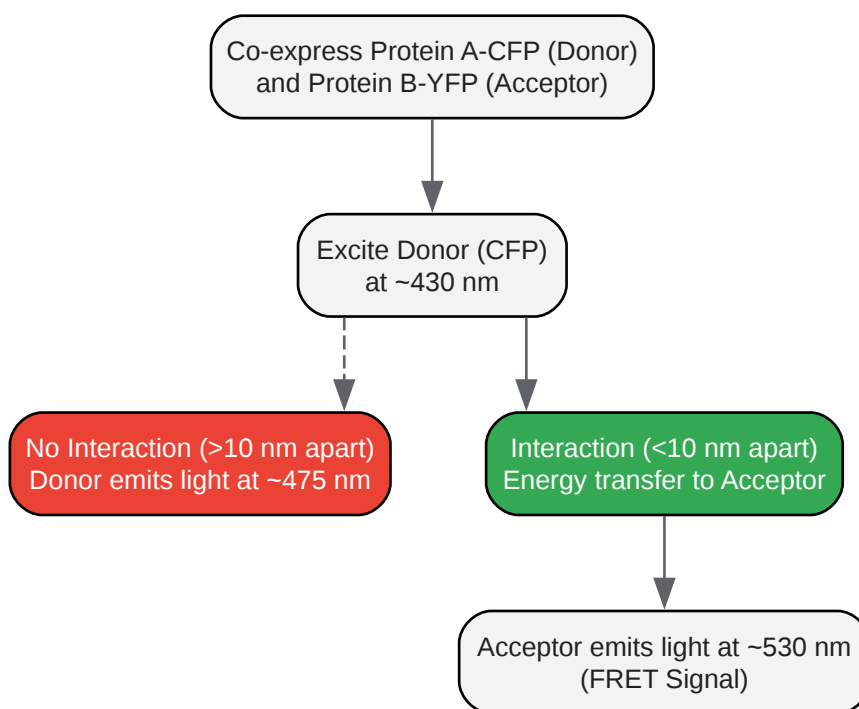 Co-express Protein A-CFP (Donor)
and Protein B-YFP (Acceptor)
Excite Donor (CFP)
at ~430 nm
No Interaction (>10 nm apart)
Donor emits light at ~475 nm
Interaction (<10 nm apart)
Energy transfer to Acceptor
Acceptor emits light at ~530 nm
(FRET Signal)